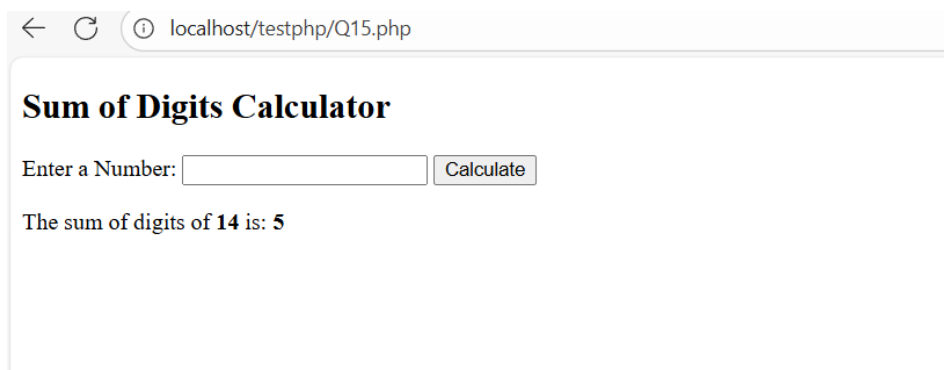 localhost/testphp/Q15.php
Sum of Digits Calculator
Enter a Number: Calculate
The sum of digits of 14 is: 5